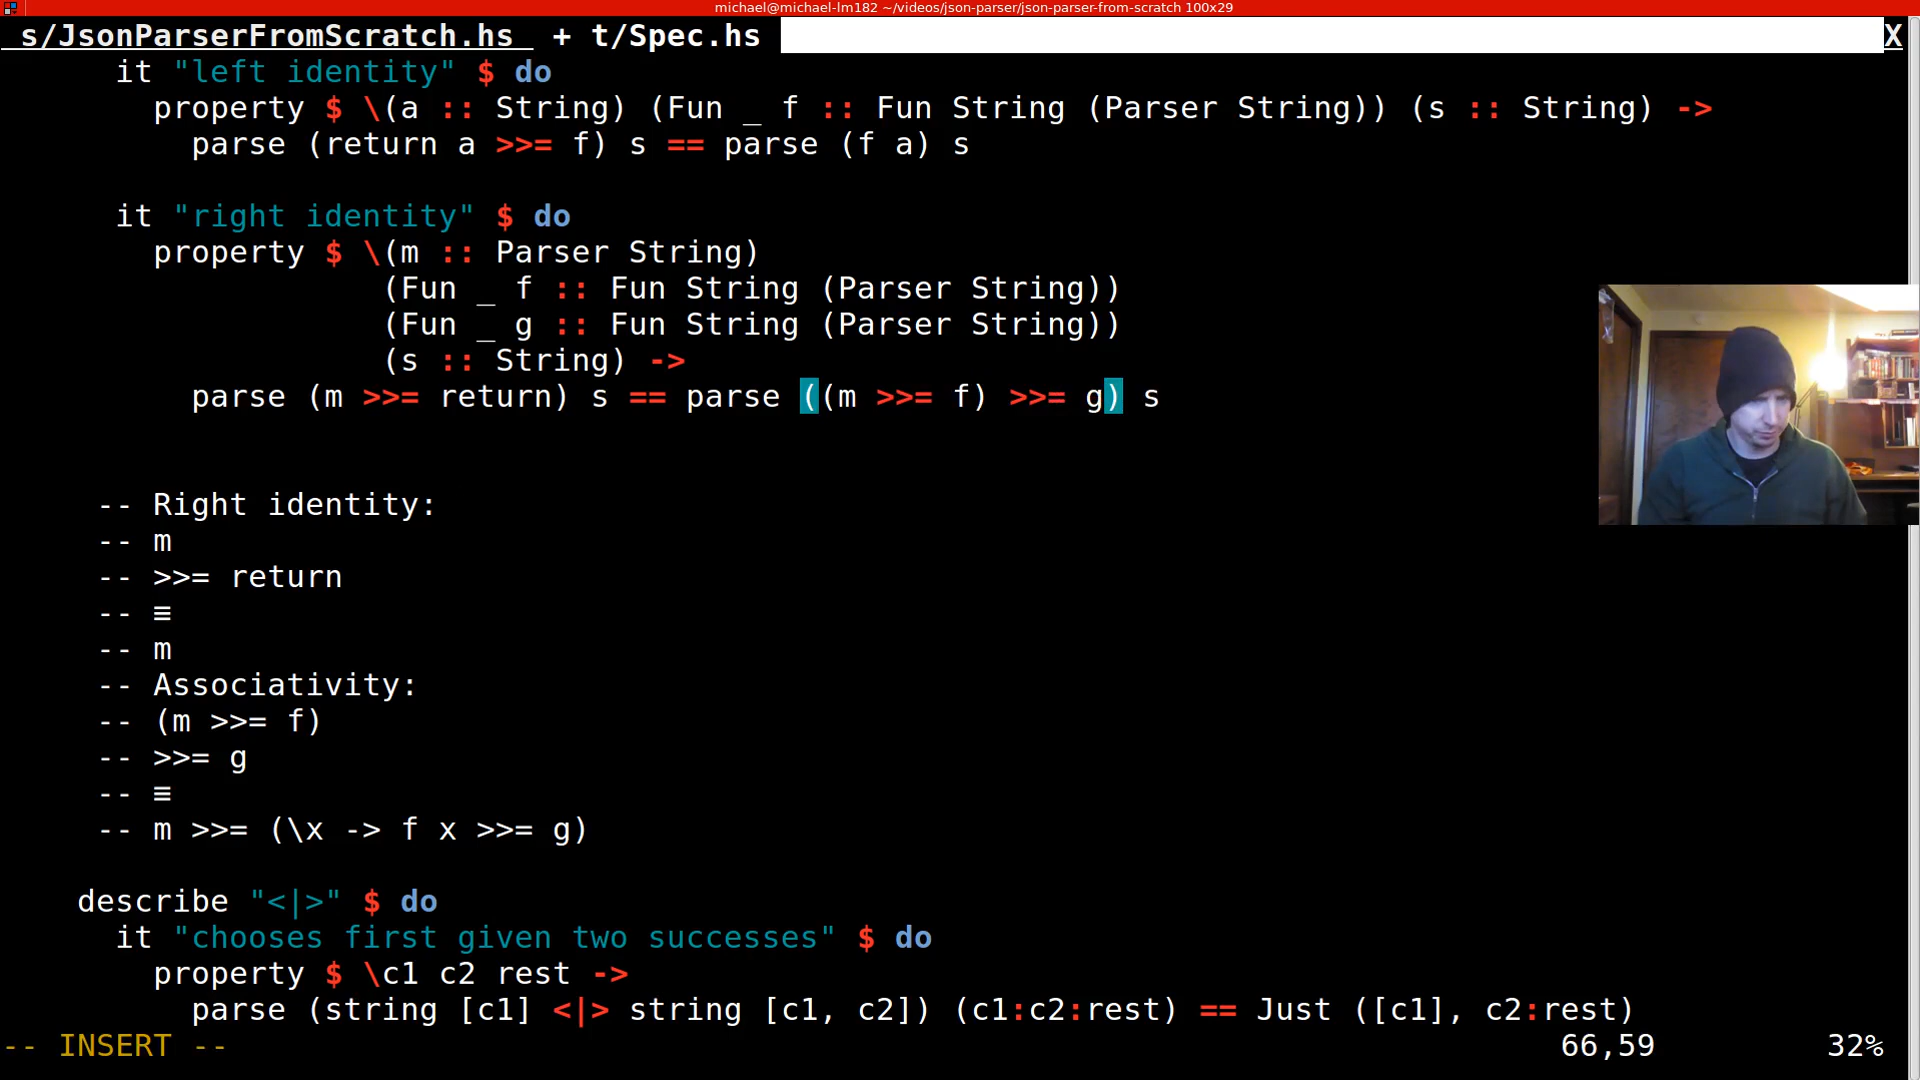 michael@michael-lm182 ~/videos/json-parser/json-parser-from-scratch 100x29
s/JsonParserFromScratch.hs + t/Spec.hs X
it "left identity" $ do
property $ \(a :: String) (Fun _ f :: Fun String (Parser String)) (s :: String) ->
parse (return a >>= f) s == parse (f a) s
it "right identity" $ do
property $ \(m :: Parser String)
(Fun _ f :: Fun String (Parser String))
(Fun _ g :: Fun String (Parser String))
(s :: String) ->
parse (m >>= return) s == parse ((m >>= f) >>= g) s
-- Right identity:
-- m
-- >>= return
-- ≡
-- m
-- Associativity:
-- (m >>= f)
-- >>= g
-- ≡
-- m >>= (\x -> f x >>= g)
describe "<|>" $ do
it "chooses first given two successes" $ do
property $ \c1 c2 rest ->
parse (string [c1] <|> string [c1, c2]) (c1:c2:rest) == Just ([c1], c2:rest)
-- INSERT -- 66,59 32%